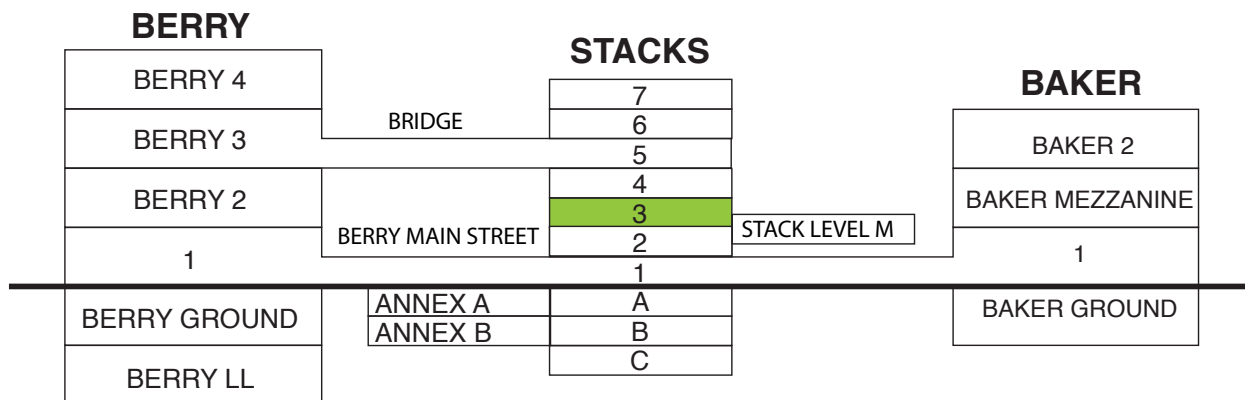 BERRY
STACKS
BAKER
BERRY 4
BERRY 3
BERRY 2
1
BERRY GROUND
BERRY LL
BRIDGE
BERRY MAIN STREET
ANNEX A
ANNEX B
7
6
5
4
3
2
1
A
B
C
STACK LEVEL M
BAKER 2
BAKER MEZZANINE
1
BAKER GROUND